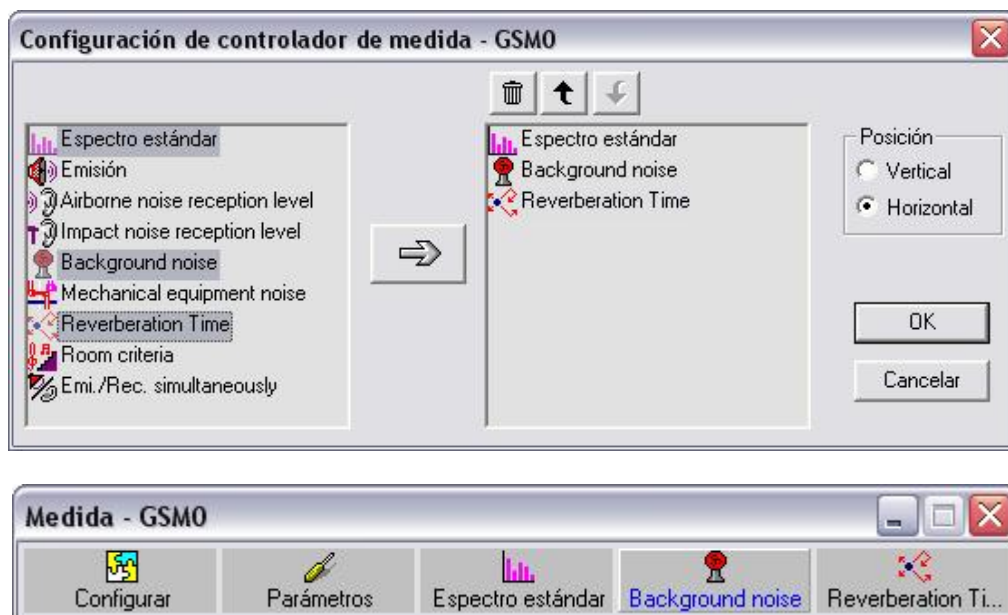 Configuración de controlador de medida - GSM0
Espectro estándar
Emisión
Airborne noise reception level
Impact noise reception level
Background noise
Mechanical equipment noise
Reverberation Time
Room criteria
Emi./Rec. simultaneously
Espectro estándar
Background noise
Reverberation Time
Posición
Vertical
Horizontal
OK
Cancelar
Medida - GSM0
Configurar
Parámetros
Espectro estándar
Background noise
Reverberation Ti...